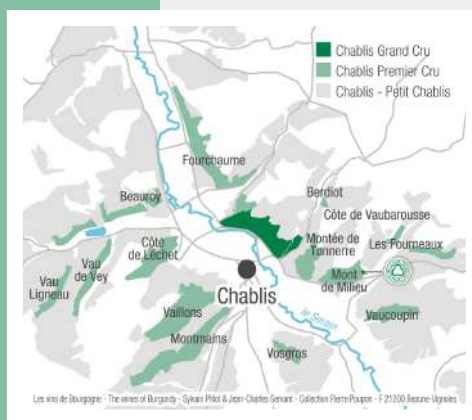 Chablis Grand Cru
Chablis Premier Cru
Chablis - Petit Chablis
Fourchaume
Beauroy
Berdiot
Côte de Vaubarousse
Montée de
Tonnerre
Les Fourneaux
Côte
de Lèchet
Vau
de Vey
Vau
Ligneau
Mont
de Milieu
Chablis
le Serein
Vaillons
Vaucoupin
Montmains
Vosgros
Les vins de Bourgogne - The wines of Burgundy - Sylvain Pitiot & Jean-Charles Servant - Collection Pierre Poupon - F 21200 Beaune-Vignoles